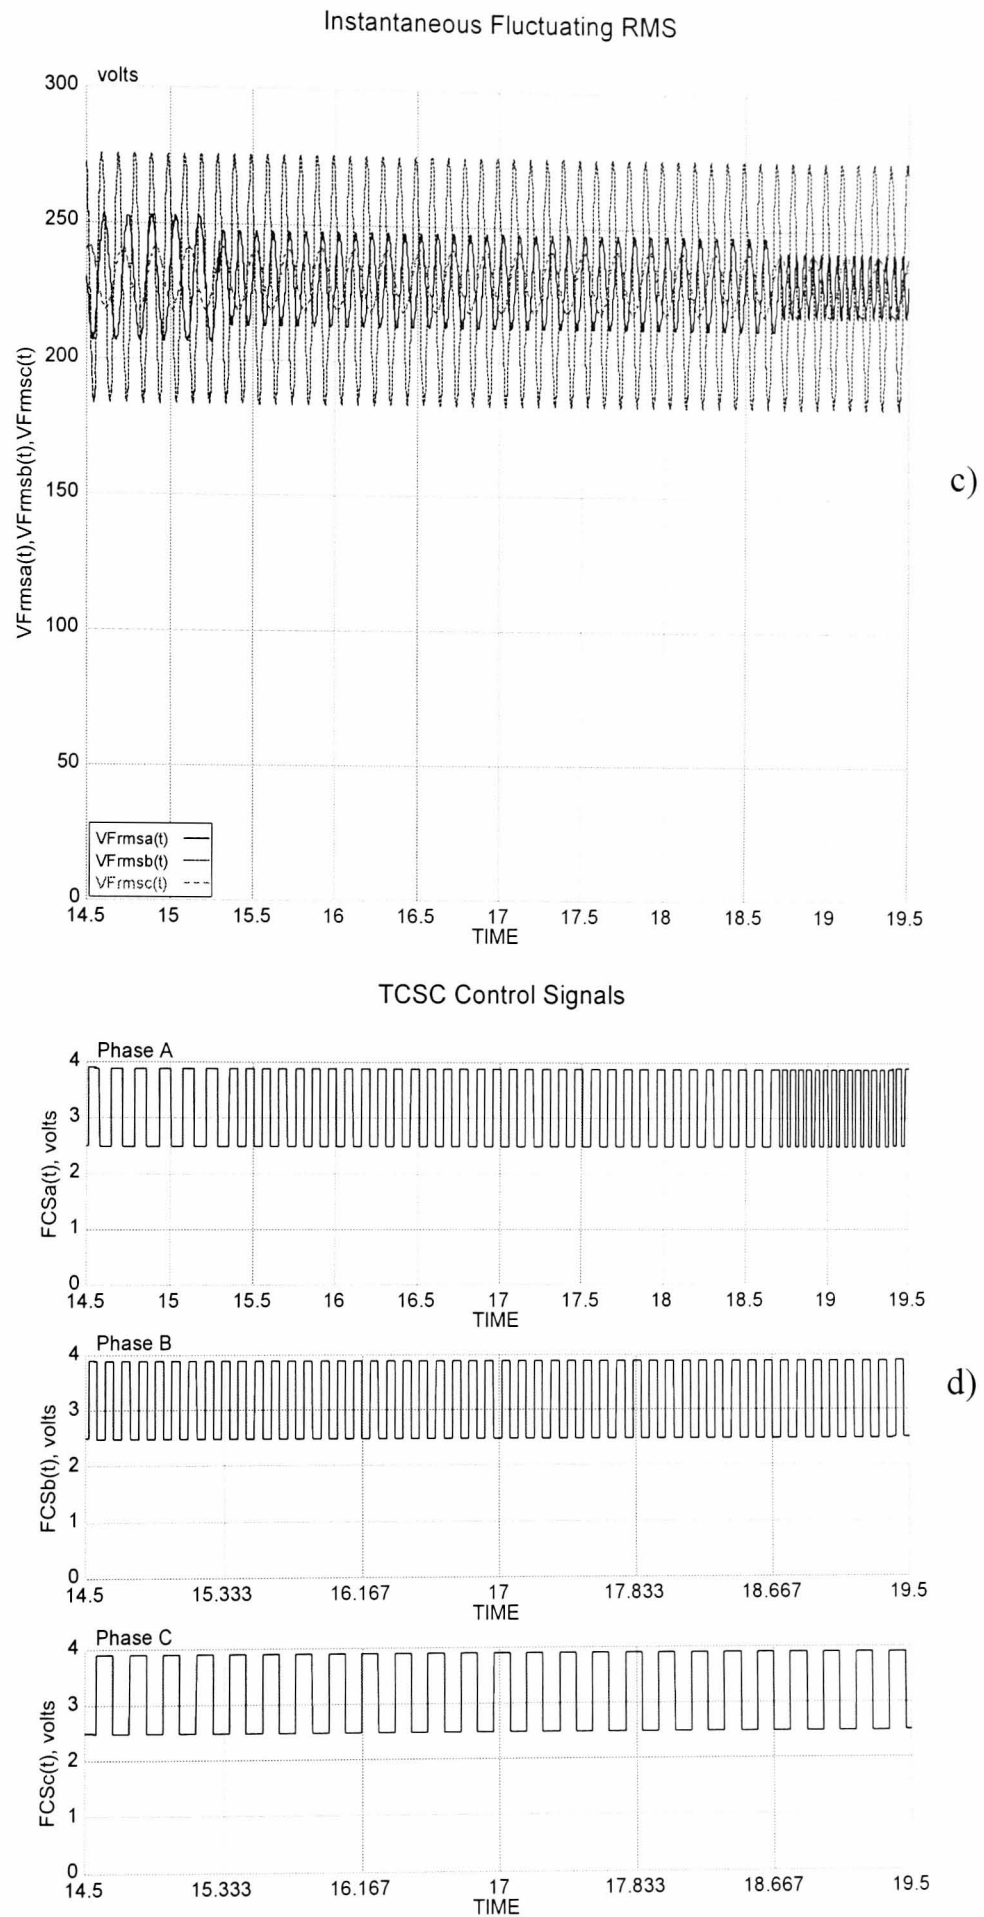 Instantaneous Fluctuating RMS
volts
300
250
200
150
100
50
0
VFrmsa(t),VFrmsb(t),VFrmsc(t)
VFrmsa(t)
VFrmsb(t)
VFrmsc(t)
14.5 15 15.5 16 16.5 17 17.5 18 18.5 19 19.5
TIME
c)
TCSC Control Signals
Phase A
4
3
2
1
0
FCSa(t), volts
14.5 15 15.5 16 16.5 17 17.5 18 18.5 19 19.5
TIME
Phase B
4
3
2
1
0
FCSb(t), volts
14.5 15.333 16.167 17 17.833 18.667 19.5
TIME
d)
Phase C
4
3
2
1
0
FCSc(t), volts
14.5 15.333 16.167 17 17.833 18.667 19.5
TIME